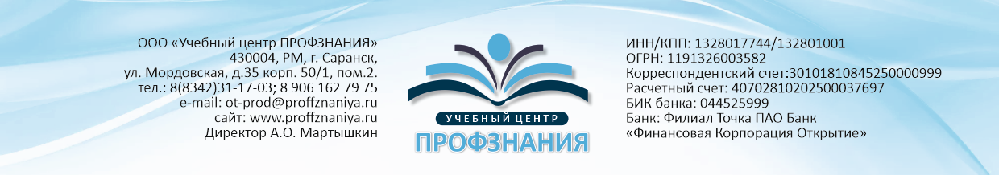 ООО «Учебный центр ПРОФЗНАНИЯ»
430004, РМ, г. Саранск,
ул. Мордовская, д.35 корп. 50/1, пом.2.
тел.: 8(8342)31-17-03; 8 906 162 79 75
e-mail: ot-prod@proffznaniya.ru
сайт: www.proffznaniya.ru
Директор А.О. Мартышкин
УЧЕБНЫЙ ЦЕНТР
ПРОФЗНАНИЯ
ИНН/КПП: 1328017744/132801001
ОГРН: 1191326003582
Корреспондентский счет:30101810845250000999
Расчетный счет: 40702810202500037697
БИК банка: 044525999
Банк: Филиал Точка ПАО Банк
«Финансовая Корпорация Открытие»